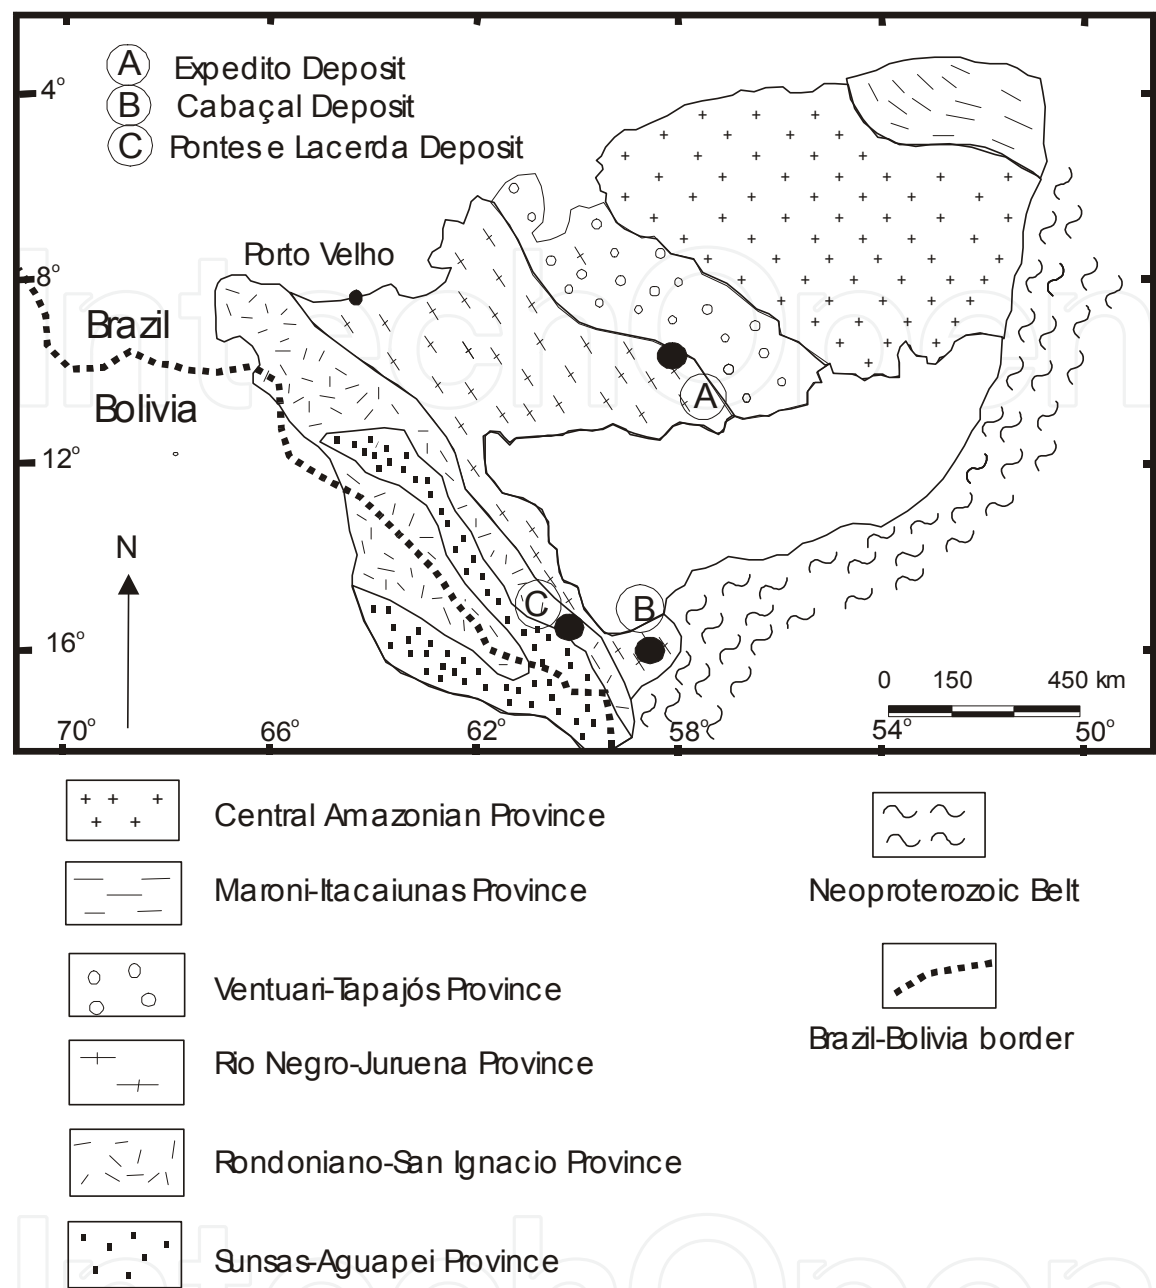 A Expedito Deposit
B Cabaçal Deposit
C Pontes e Lacerda Deposit
4°
Porto Velho
8°
Brazil
Bolivia
A
12°
N
C
B
16°
0 150 450 km
70° 66° 62° 58° 54° 50°
Central Amazonian Province
Maroni-Itacaiunas Province
Neoproterozoic Belt
Ventuari-Tapajós Province
Brazil-Bolivia border
Rio Negro-Juruena Province
Rondoniano-San Ignacio Province
Sunsas-Aguapei Province
IntechOpen
IntechOpen